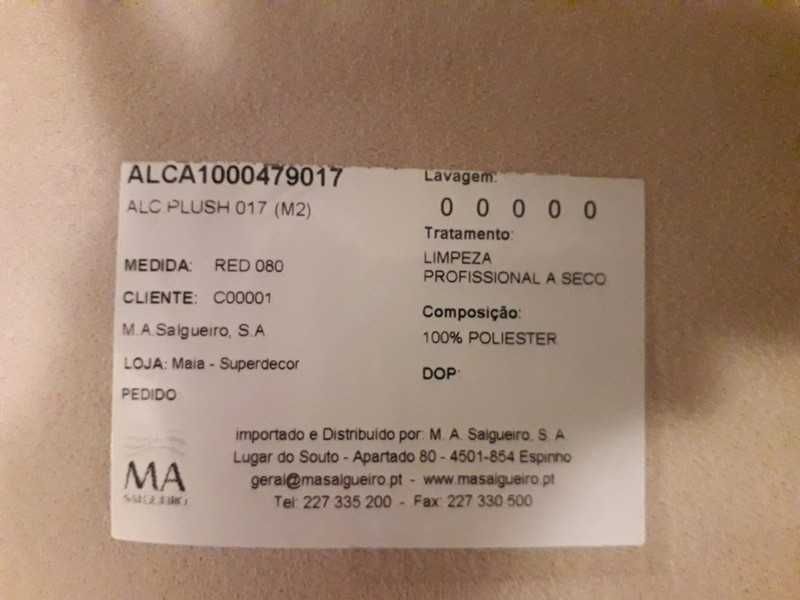 ALCA1000479017
ALC.PLUSH 017 (M2)
MEDIDA: RED 080
CLIENTE: C00001
M.A.Salgueiro, S.A
LOJA: Maia - Superdecor
PEDIDO
Lavagem:
0 0 0 0 0
Tratamento:
LIMPEZA
PROFISSIONAL A SECO
Composição:
100% POLIESTER
DOP:
importado e Distribuído por: M. A. Salgueiro, S. A
Lugar do Souto - Apartado 80 - 4501-854 Espinho
geral@masalgueiro.pt - www.masalgueiro.pt
Tel: 227 335 200 - Fax: 227 330 500
MA
SALGUEIRO